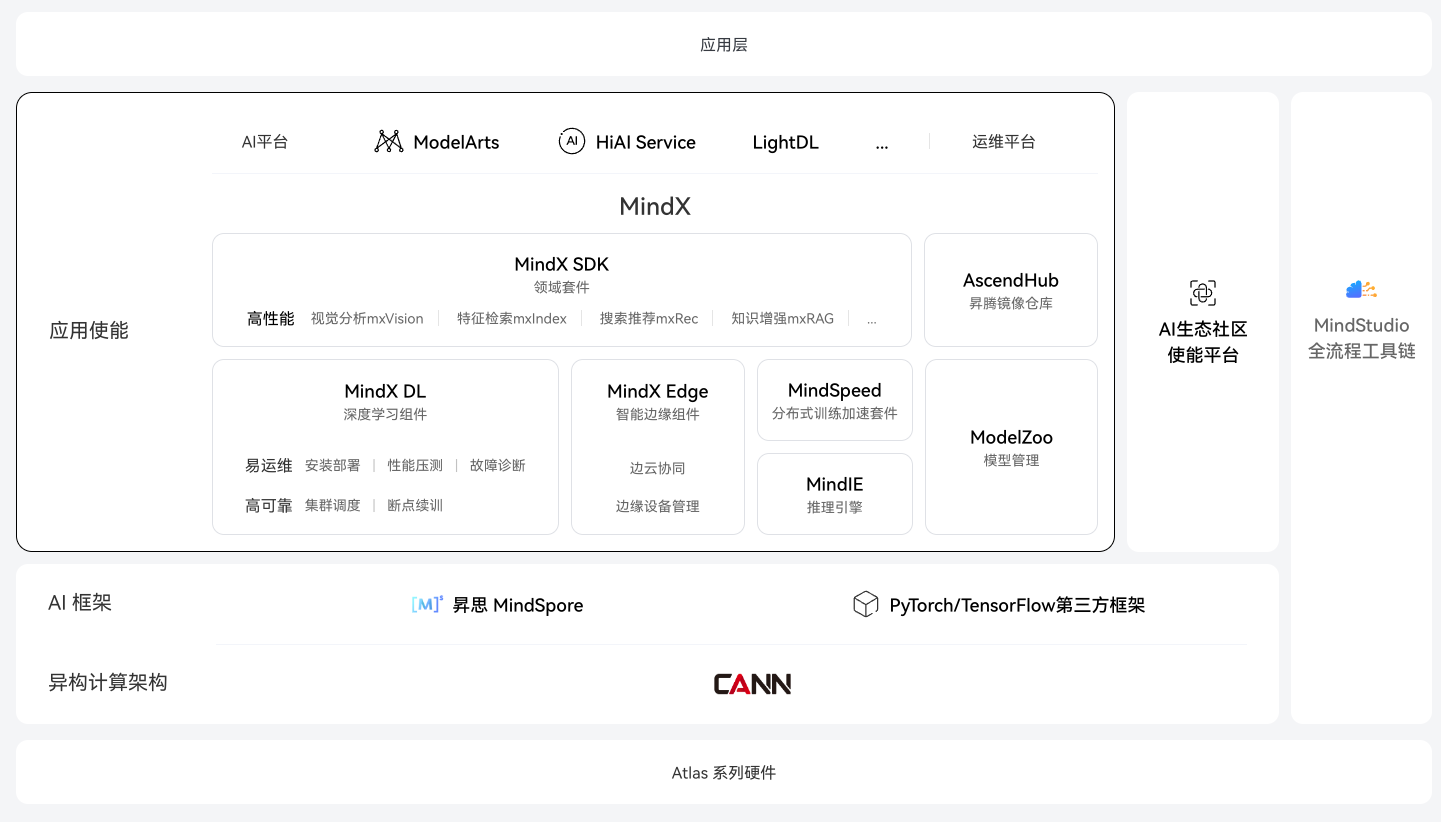 应用层
AI平台
ModelArts
AI
HiAI Service
LightDL
...
运维平台
MindX
应用使能
MindX SDK
领域套件
高性能
视觉分析mxVision
特征检索mxIndex
搜索推荐mxRec
知识增强mxRAG
...
AscendHub
昇腾镜像仓库
MindX DL
深度学习组件
易运维
安装部署
性能压测
故障诊断
高可靠
集群调度
断点续训
MindX Edge
智能边缘组件
边云协同
边缘设备管理
MindSpeed
分布式训练加速套件
MindIE
推理引擎
ModelZoo
模型管理
AI生态社区
使能平台
MindStudio
全流程工具链
AI 框架
[M]s
昇思 MindSpore
PyTorch/TensorFlow第三方框架
异构计算架构
CANN
Atlas 系列硬件